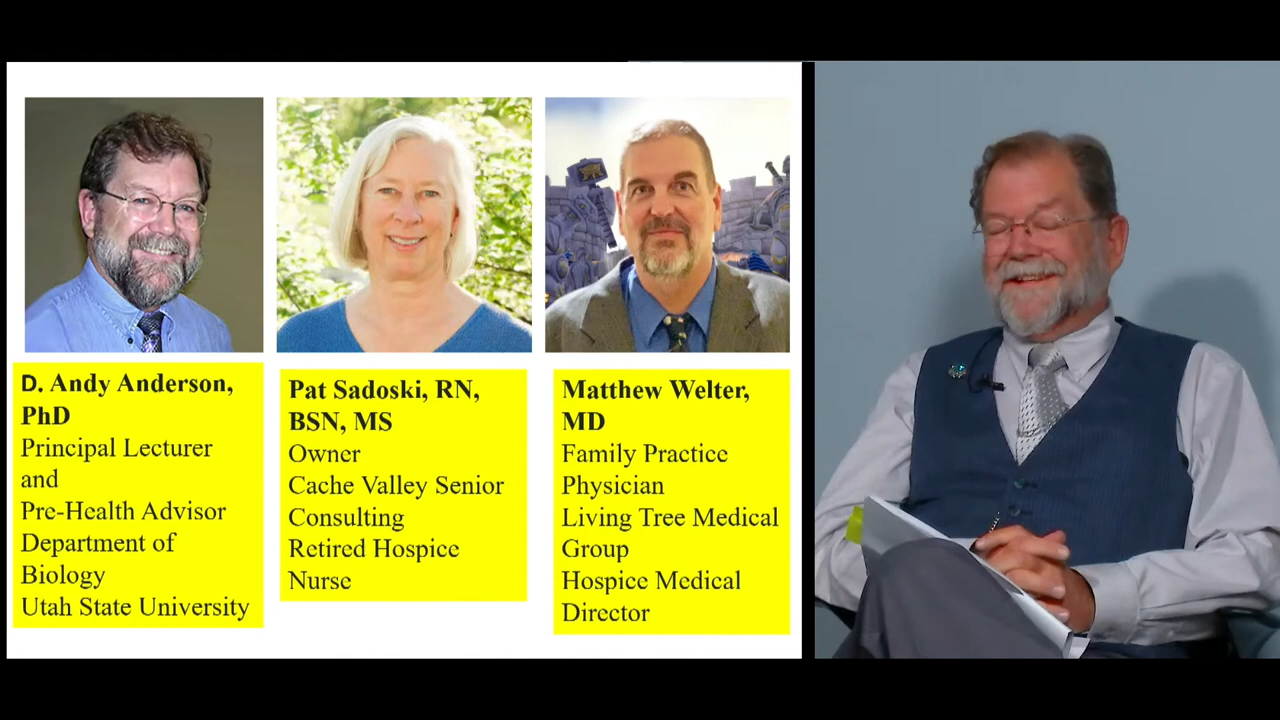 D. Andy Anderson,
PhD
Principal Lecturer
and
Pre-Health Advisor
Department of
Biology
Utah State University
Pat Sadoski, RN,
BSN, MS
Owner
Cache Valley Senior
Consulting
Retired Hospice
Nurse
Matthew Welter,
MD
Family Practice
Physician
Living Tree Medical
Group
Hospice Medical
Director